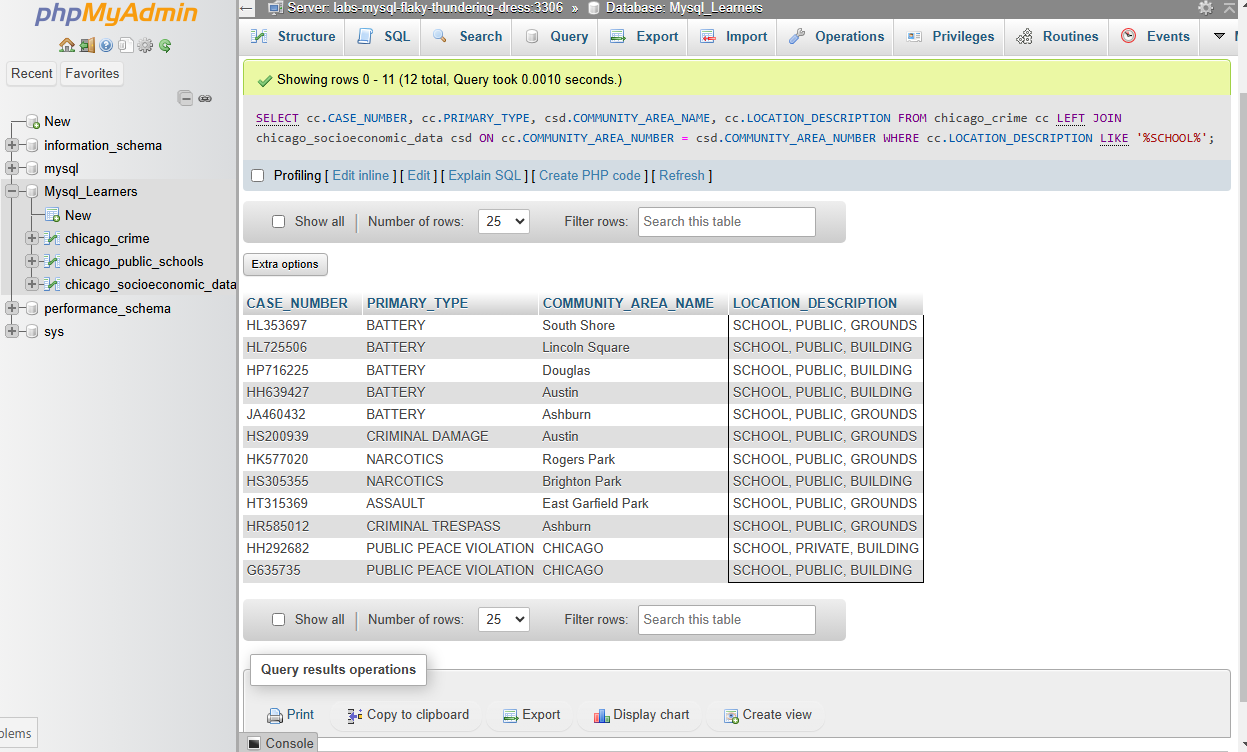 phpMyAdmin
Recent Favorites
New
information_schema
mysql
Mysql_Learners
New
chicago_crime
chicago_public_schools
chicago_socioeconomic_data
performance_schema
sys
Server: labs-mysql-flaky-thundering-dress:3306 » Database: Mysql_Learners
Structure SQL Search Query Export Import Operations Privileges Routines Events
Showing rows 0 - 11 (12 total, Query took 0.0010 seconds.)
SELECT cc.CASE_NUMBER, cc.PRIMARY_TYPE, csd.COMMUNITY_AREA_NAME, cc.LOCATION_DESCRIPTION FROM chicago_crime cc LEFT JOIN
chicago_socioeconomic_data csd ON cc.COMMUNITY_AREA_NUMBER = csd.COMMUNITY_AREA_NUMBER WHERE cc.LOCATION_DESCRIPTION LIKE '%SCHOOL%';
Profiling [ Edit inline ] [ Edit ] [ Explain SQL ] [ Create PHP code ] [ Refresh ]
Show all Number of rows: 25 Filter rows: Search this table
Extra options
CASE_NUMBER PRIMARY_TYPE COMMUNITY_AREA_NAME LOCATION_DESCRIPTION
HL353697 BATTERY South Shore SCHOOL, PUBLIC, GROUNDS
HL725506 BATTERY Lincoln Square SCHOOL, PUBLIC, BUILDING
HP716225 BATTERY Douglas SCHOOL, PUBLIC, BUILDING
HH639427 BATTERY Austin SCHOOL, PUBLIC, BUILDING
JA460432 BATTERY Ashburn SCHOOL, PUBLIC, GROUNDS
HS200939 CRIMINAL DAMAGE Austin SCHOOL, PUBLIC, GROUNDS
HK577020 NARCOTICS Rogers Park SCHOOL, PUBLIC, GROUNDS
HS305355 NARCOTICS Brighton Park SCHOOL, PUBLIC, BUILDING
HT315369 ASSAULT East Garfield Park SCHOOL, PUBLIC, GROUNDS
HR585012 CRIMINAL TRESPASS Ashburn SCHOOL, PUBLIC, GROUNDS
HH292682 PUBLIC PEACE VIOLATION CHICAGO SCHOOL, PRIVATE, BUILDING
G635735 PUBLIC PEACE VIOLATION CHICAGO SCHOOL, PUBLIC, BUILDING
Show all Number of rows: 25 Filter rows: Search this table
Query results operations
Print Copy to clipboard Export Display chart Create view
Console